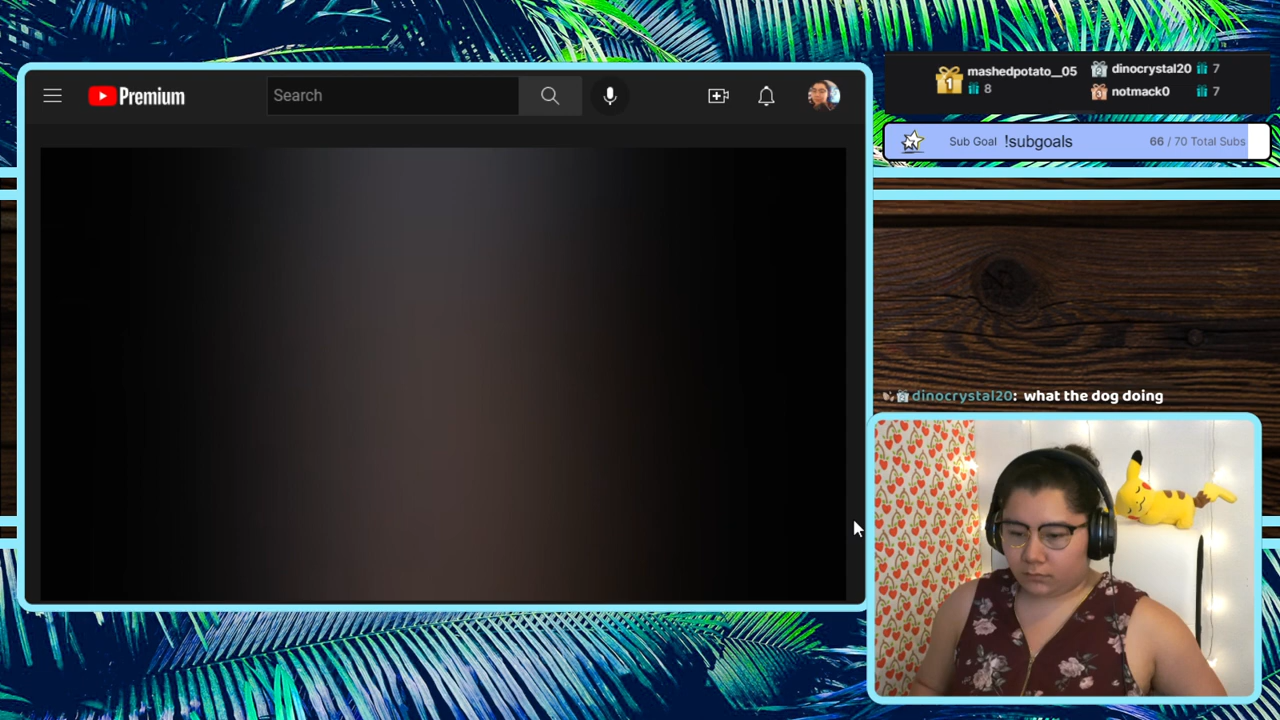 Premium
Search
mashedpotato__05
8
dinocrystal20 7
notmack0 7
Sub Goal !subgoals 66 / 70 Total Subs
dinocrystal20: what the dog doing